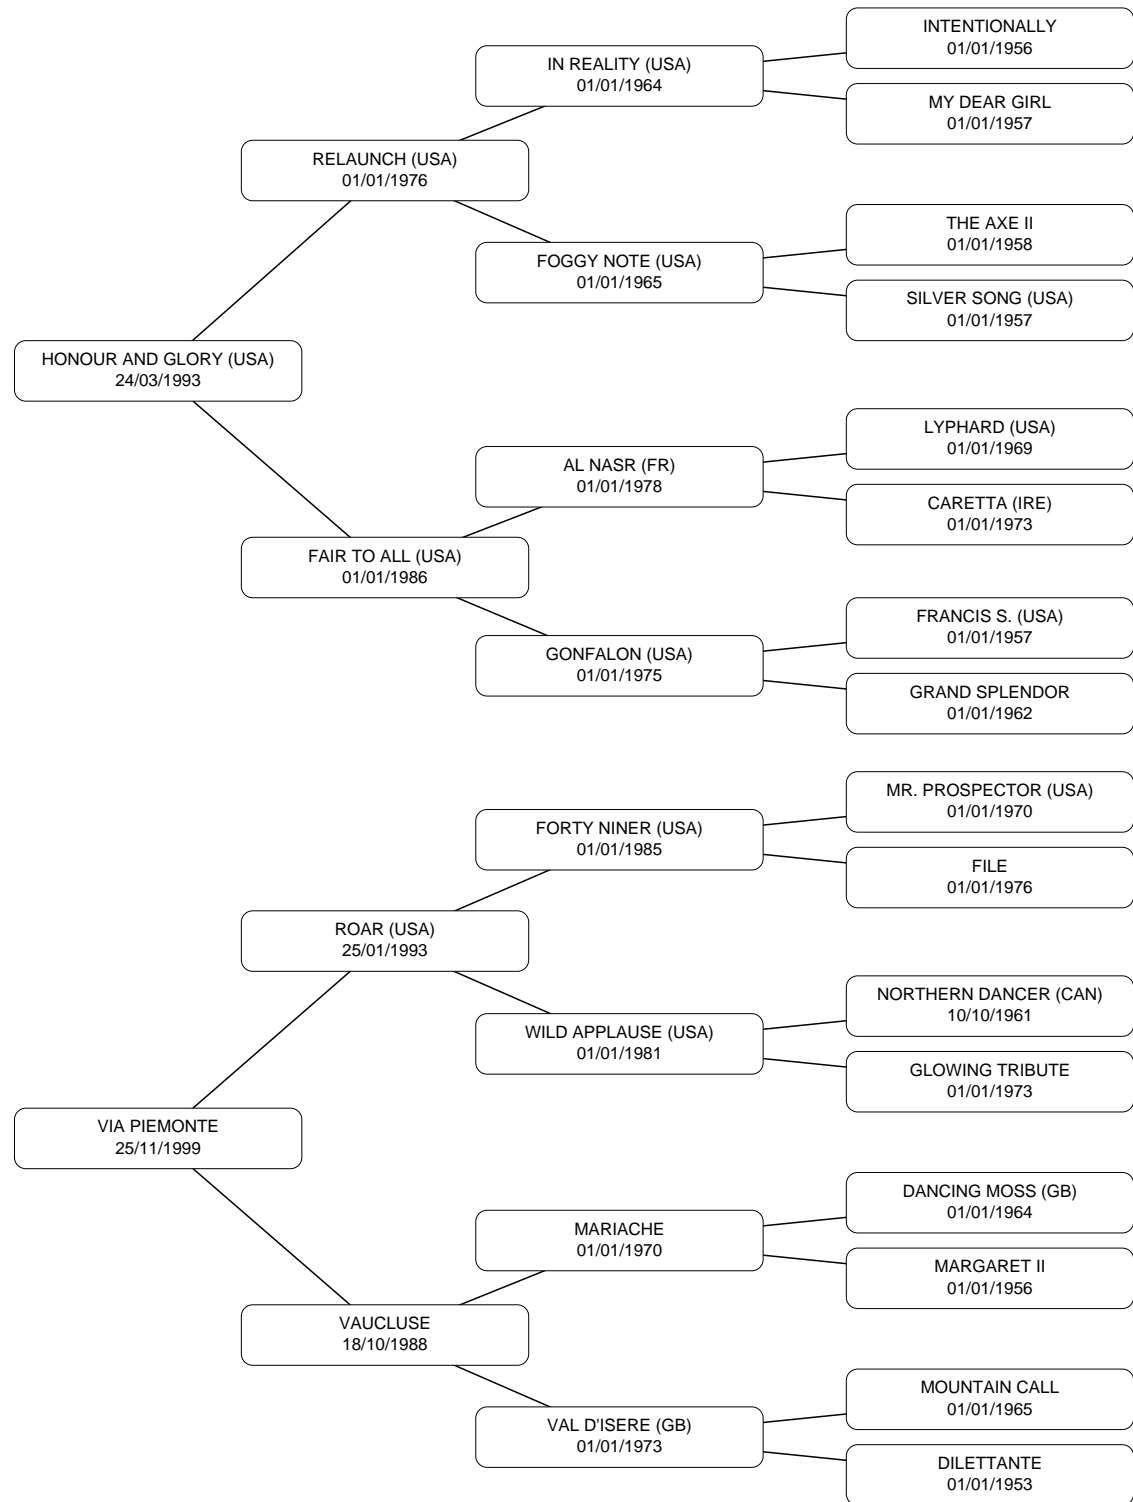 INTENTIONALLY
01/01/1956
IN REALITY (USA)
01/01/1964
MY DEAR GIRL
01/01/1957
RELAUNCH (USA)
01/01/1976
THE AXE II
01/01/1958
FOGGY NOTE (USA)
01/01/1965
SILVER SONG (USA)
01/01/1957
HONOUR AND GLORY (USA)
24/03/1993
LYPHARD (USA)
01/01/1969
AL NASR (FR)
01/01/1978
CARETTA (IRE)
01/01/1973
FAIR TO ALL (USA)
01/01/1986
FRANCIS S. (USA)
01/01/1957
GONFALON (USA)
01/01/1975
GRAND SPLENDOR
01/01/1962
MR. PROSPECTOR (USA)
01/01/1970
FORTY NINER (USA)
01/01/1985
FILE
01/01/1976
ROAR (USA)
25/01/1993
NORTHERN DANCER (CAN)
10/10/1961
WILD APPLAUSE (USA)
01/01/1981
GLOWING TRIBUTE
01/01/1973
VIA PIEMONTE
25/11/1999
DANCING MOSS (GB)
01/01/1964
MARIACHE
01/01/1970
MARGARET II
01/01/1956
VAUCLUSE
18/10/1988
MOUNTAIN CALL
01/01/1965
VAL D'ISERE (GB)
01/01/1973
DILETTANTE
01/01/1953